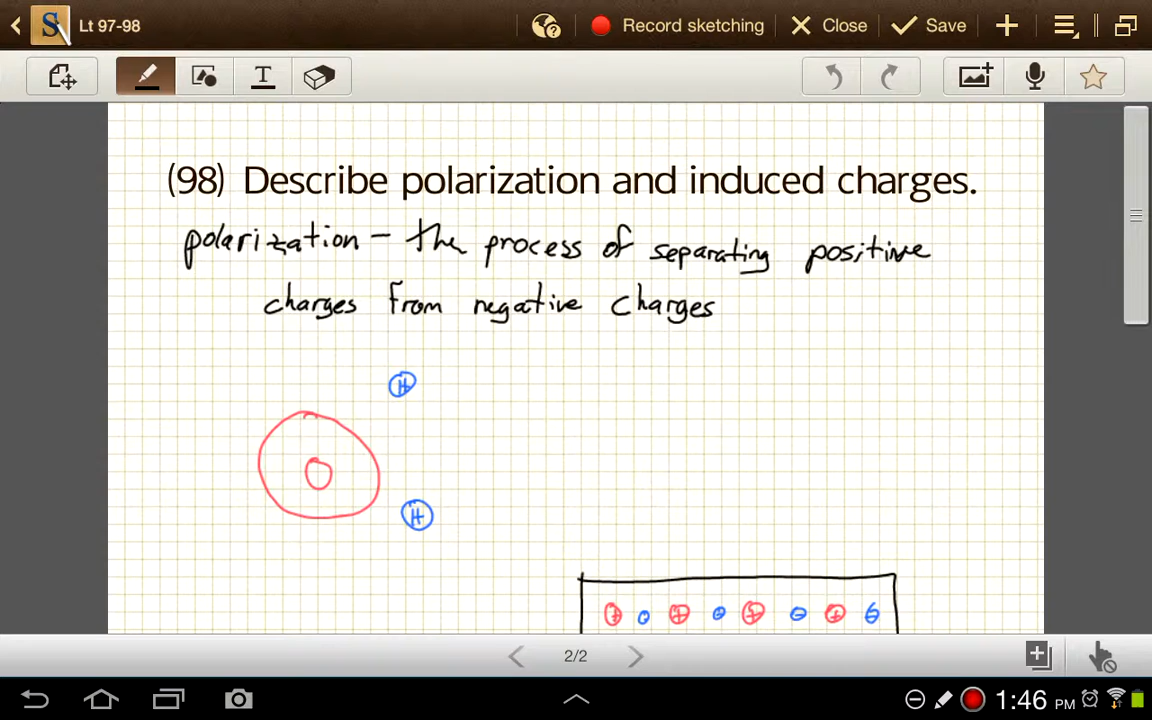 S Lt 97-98 Record sketching Close Save
T
(98) Describe polarization and induced charges.
polarization - the process of separating positive
charges from negative charges
H
O
H
+ - + - + - + -
2/2
1:46 PM